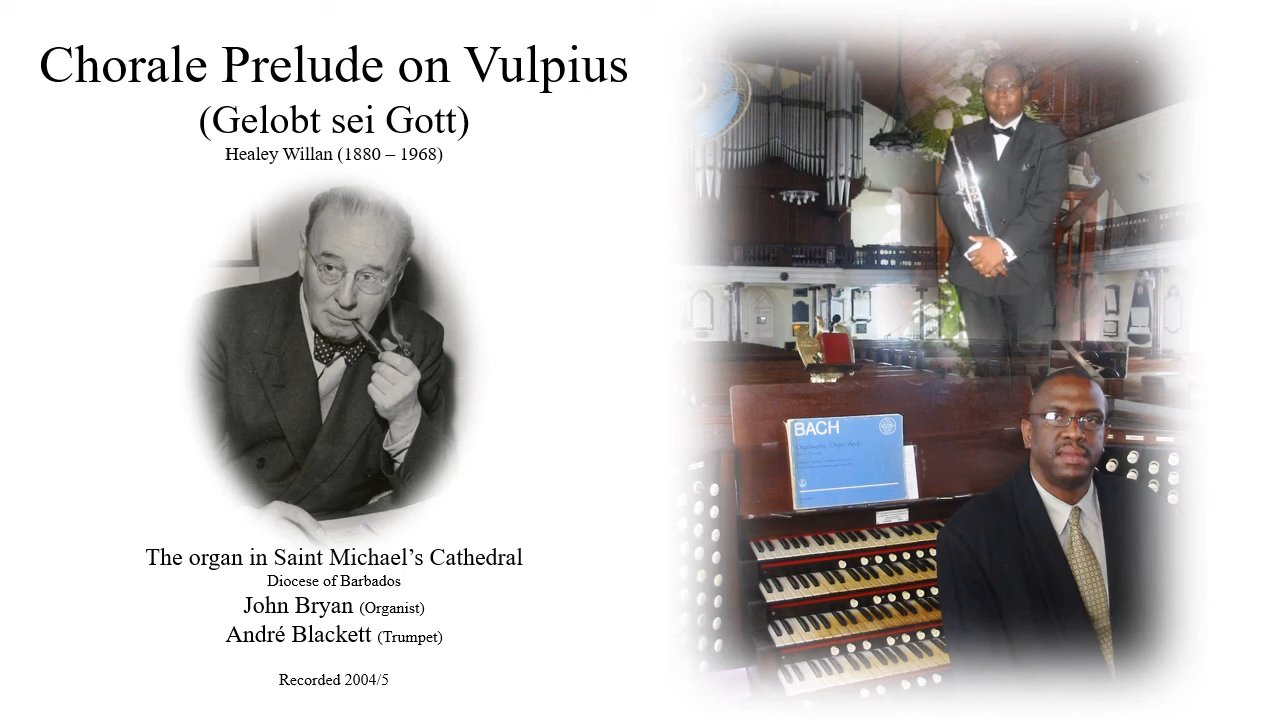 Chorale Prelude on Vulpius
(Gelobt sei Gott)
Healey Willan (1880 – 1968)
The organ in Saint Michael’s Cathedral
Diocese of Barbados
John Bryan (Organist)
André Blackett (Trumpet)
Recorded 2004/5
BACH